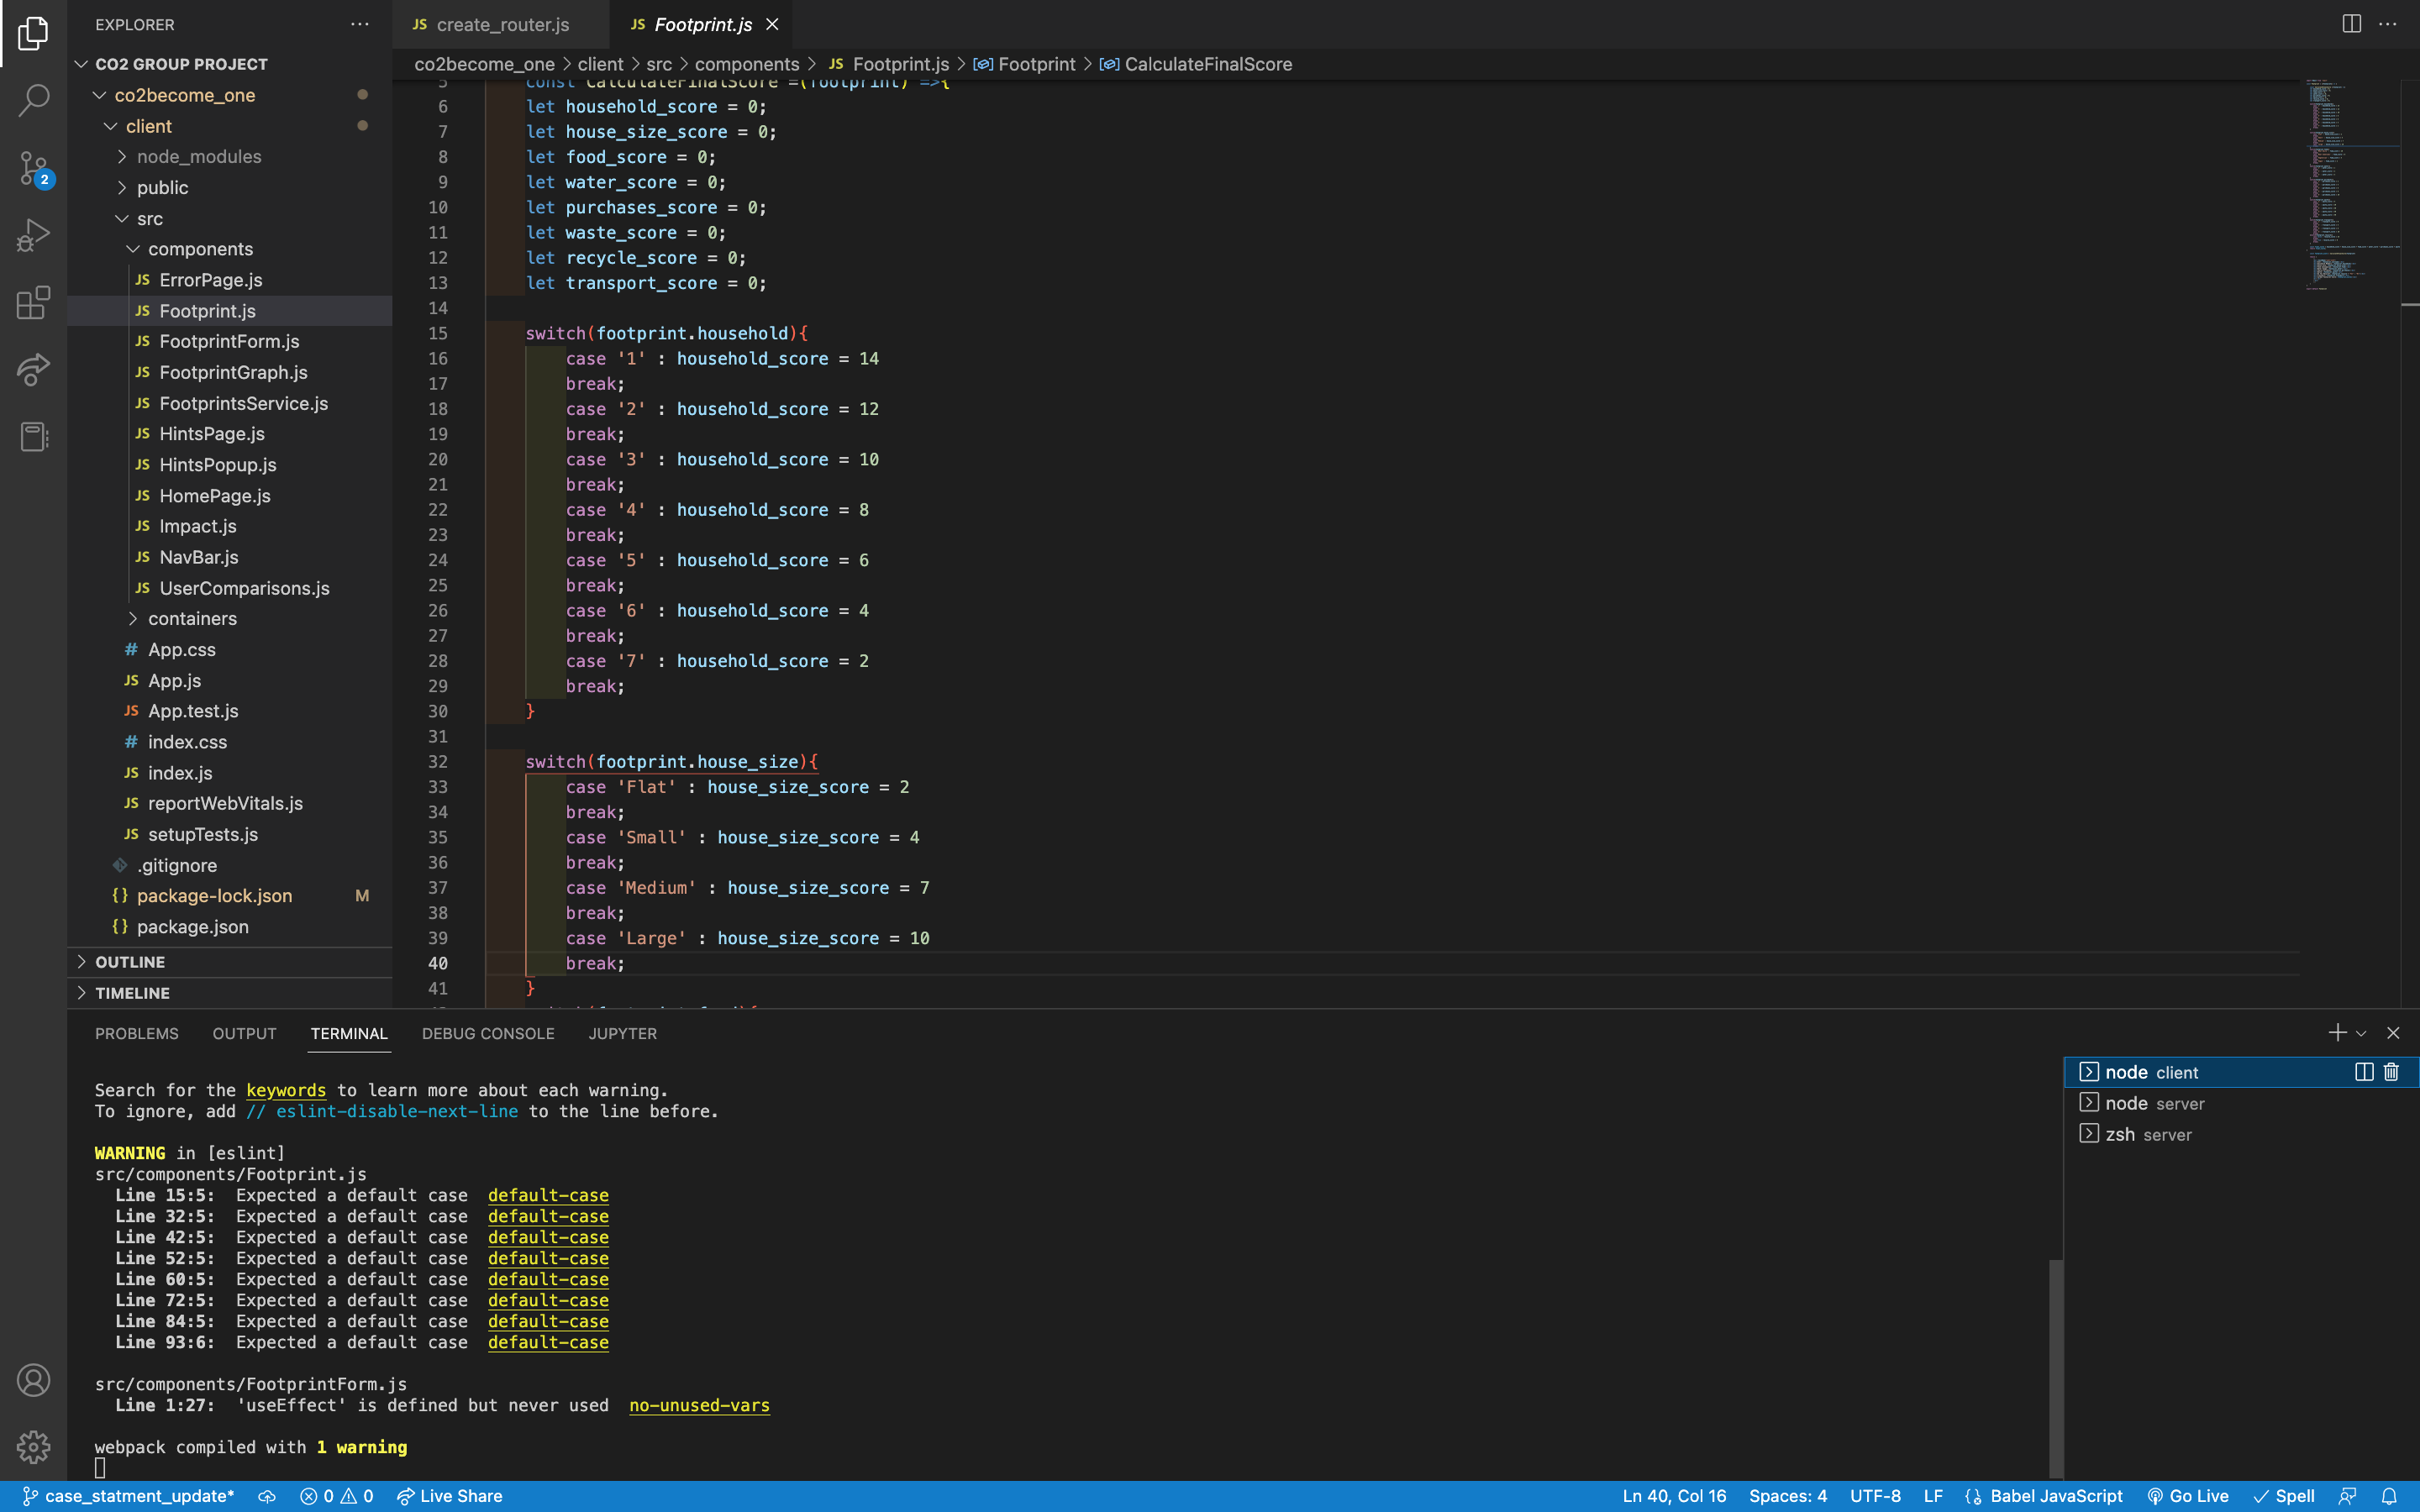 EXPLORER
CO2 GROUP PROJECT
co2become_one
client
node_modules
public
src
components
JS ErrorPage.js
JS Footprint.js
JS FootprintForm.js
JS FootprintGraph.js
JS FootprintsService.js
JS HintsPage.js
JS HintsPopup.js
JS HomePage.js
JS Impact.js
JS NavBar.js
JS UserComparisons.js
containers
# App.css
JS App.js
JS App.test.js
# index.css
JS index.js
JS reportWebVitals.js
JS setupTests.js
.gitignore
{} package-lock.json M
{} package.json
OUTLINE
TIMELINE
2
JS create_router.js
JS Footprint.js
co2become_one > client > src > components > JS Footprint.js > Footprint > CalculateFinalScore
5 const CalculateFinalScore =(footprint) =>{
6 let household_score = 0;
7 let house_size_score = 0;
8 let food_score = 0;
9 let water_score = 0;
10 let purchases_score = 0;
11 let waste_score = 0;
12 let recycle_score = 0;
13 let transport_score = 0;
14
15 switch(footprint.household){
16 case '1' : household_score = 14
17 break;
18 case '2' : household_score = 12
19 break;
20 case '3' : household_score = 10
21 break;
22 case '4' : household_score = 8
23 break;
24 case '5' : household_score = 6
25 break;
26 case '6' : household_score = 4
27 break;
28 case '7' : household_score = 2
29 break;
30 }
31
32 switch(footprint.house_size){
33 case 'Flat' : house_size_score = 2
34 break;
35 case 'Small' : house_size_score = 4
36 break;
37 case 'Medium' : house_size_score = 7
38 break;
39 case 'Large' : house_size_score = 10
40 break;
41 }
PROBLEMS OUTPUT TERMINAL DEBUG CONSOLE JUPYTER
Search for the keywords to learn more about each warning.
To ignore, add // eslint-disable-next-line to the line before.
WARNING in [eslint]
src/components/Footprint.js
Line 15:5: Expected a default case default-case
Line 32:5: Expected a default case default-case
Line 42:5: Expected a default case default-case
Line 52:5: Expected a default case default-case
Line 60:5: Expected a default case default-case
Line 72:5: Expected a default case default-case
Line 84:5: Expected a default case default-case
Line 93:6: Expected a default case default-case
src/components/FootprintForm.js
Line 1:27: 'useEffect' is defined but never used no-unused-vars
webpack compiled with 1 warning
node client
node server
zsh server
case_statment_update* 0 0 Live Share
Ln 40, Col 16 Spaces: 4 UTF-8 LF Babel JavaScript Go Live Spell